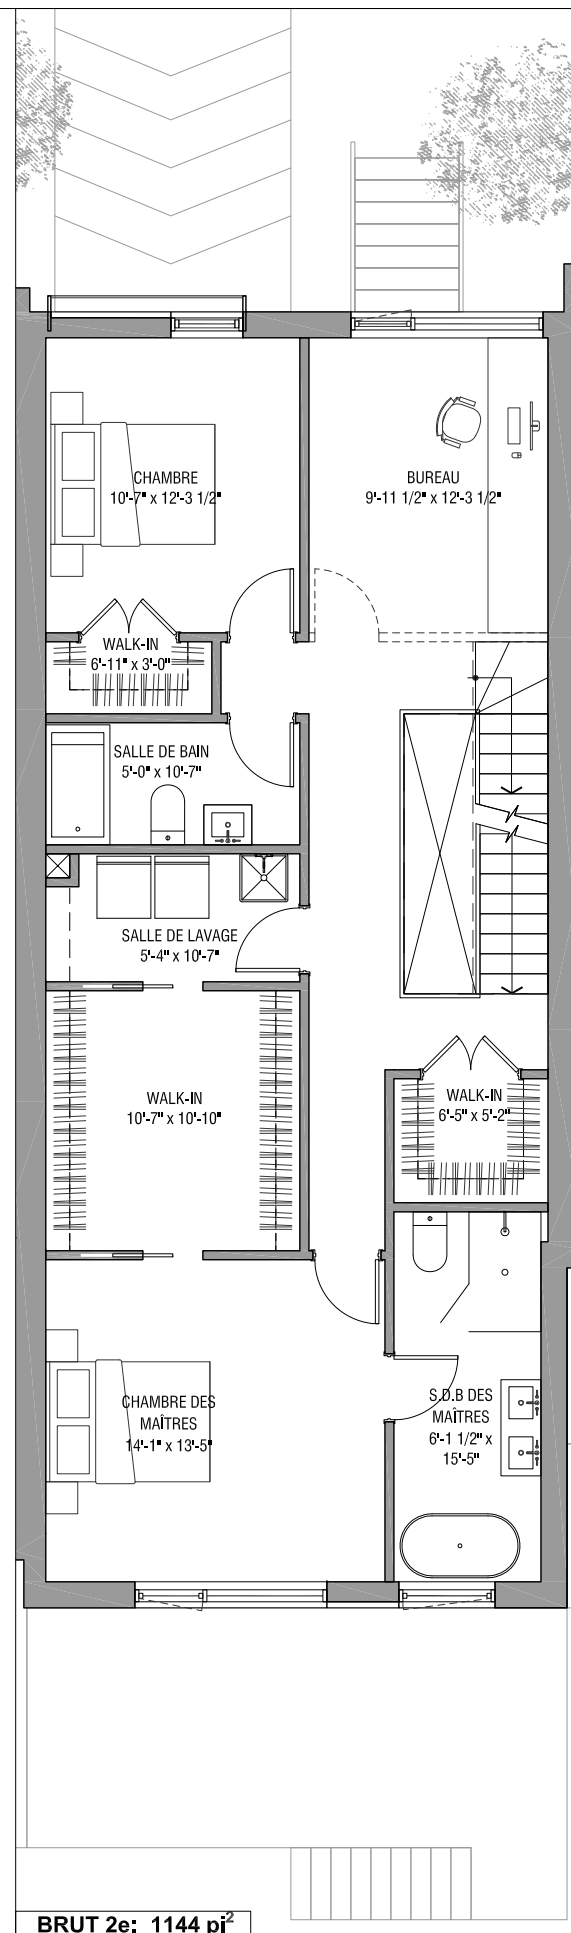 CHAMBRE
10'-7" x 12'-3 1/2"
BUREAU
9'-11 1/2" x 12'-3 1/2"
WALK-IN
6'-11" x 3'-0"
SALLE DE BAIN
5'-0" x 10'-7"
SALLE DE LAVAGE
5'-4" x 10'-7"
WALK-IN
10'-7" x 10'-10"
WALK-IN
6'-5" x 5'-2"
CHAMBRE DES
MAÎTRES
14'-1" x 13'-5"
S.D.B DES
MAÎTRES
6'-1 1/2" x
15'-5"
BRUT 2e: 1144 pi²